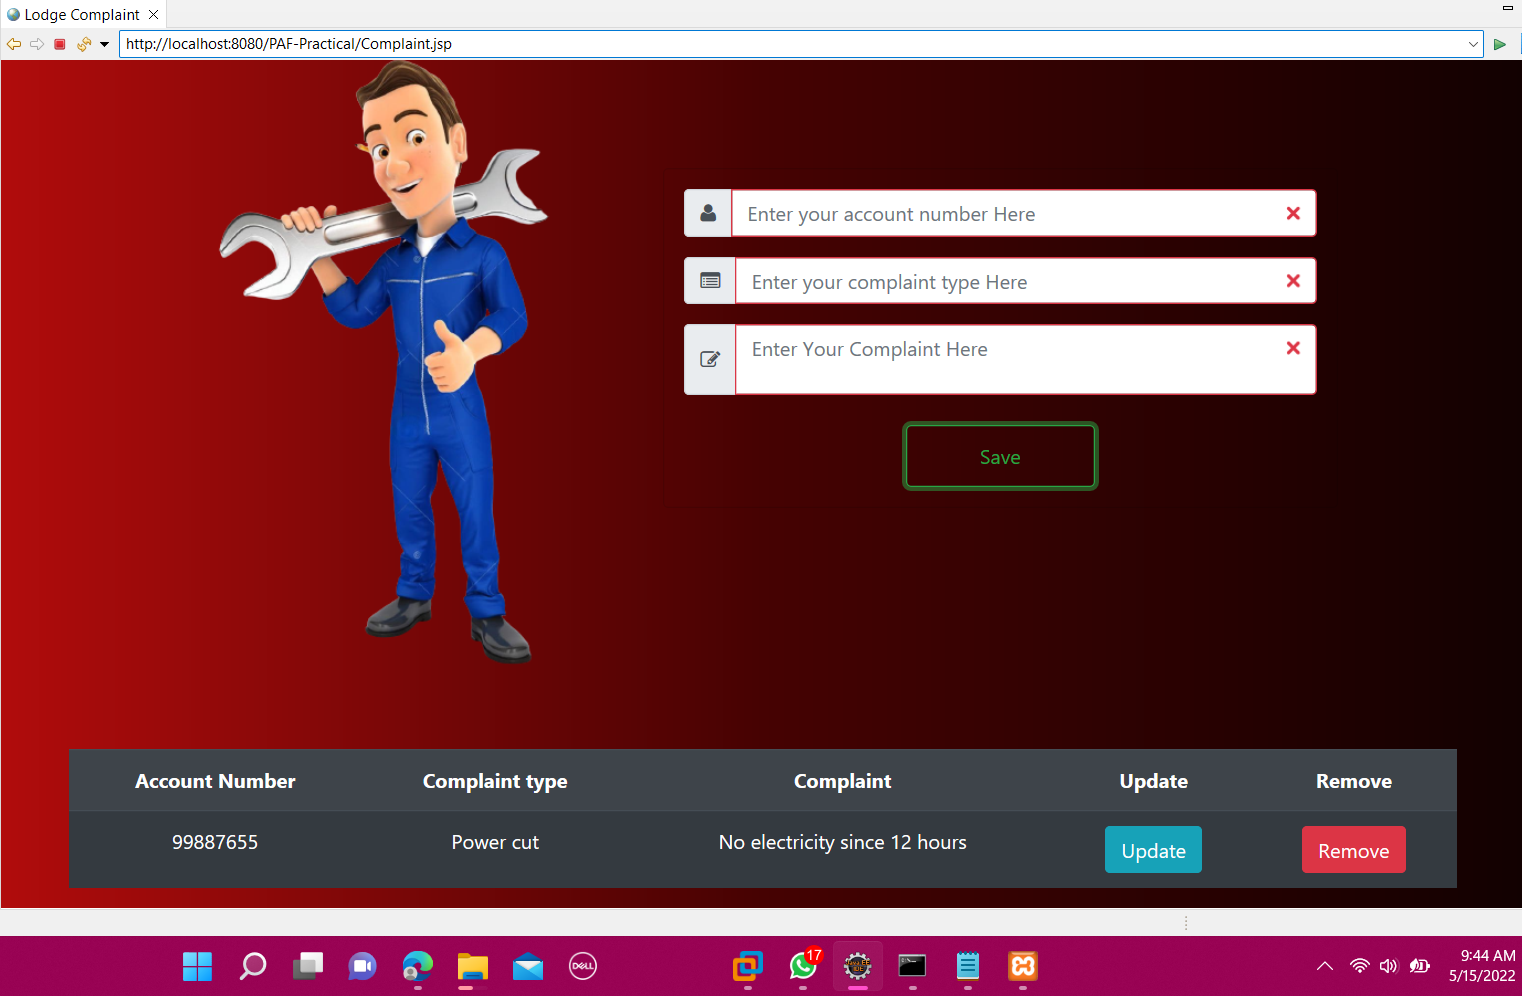 Lodge Complaint
http://localhost:8080/PAF-Practical/Complaint.jsp
Enter your account number Here
Enter your complaint type Here
Enter Your Complaint Here
Save
Account Number Complaint type Complaint Update Remove
99887655 Power cut No electricity since 12 hours Update Remove
DELL
17
9:44 AM
5/15/2022